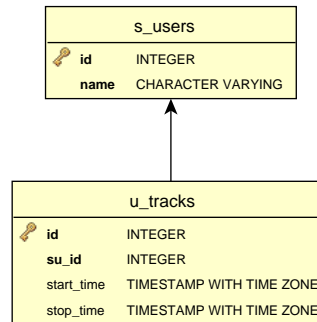 s_users
id INTEGER
name CHARACTER VARYING
u_tracks
id INTEGER
su_id INTEGER
start_time TIMESTAMP WITH TIME ZONE
stop_time TIMESTAMP WITH TIME ZONE